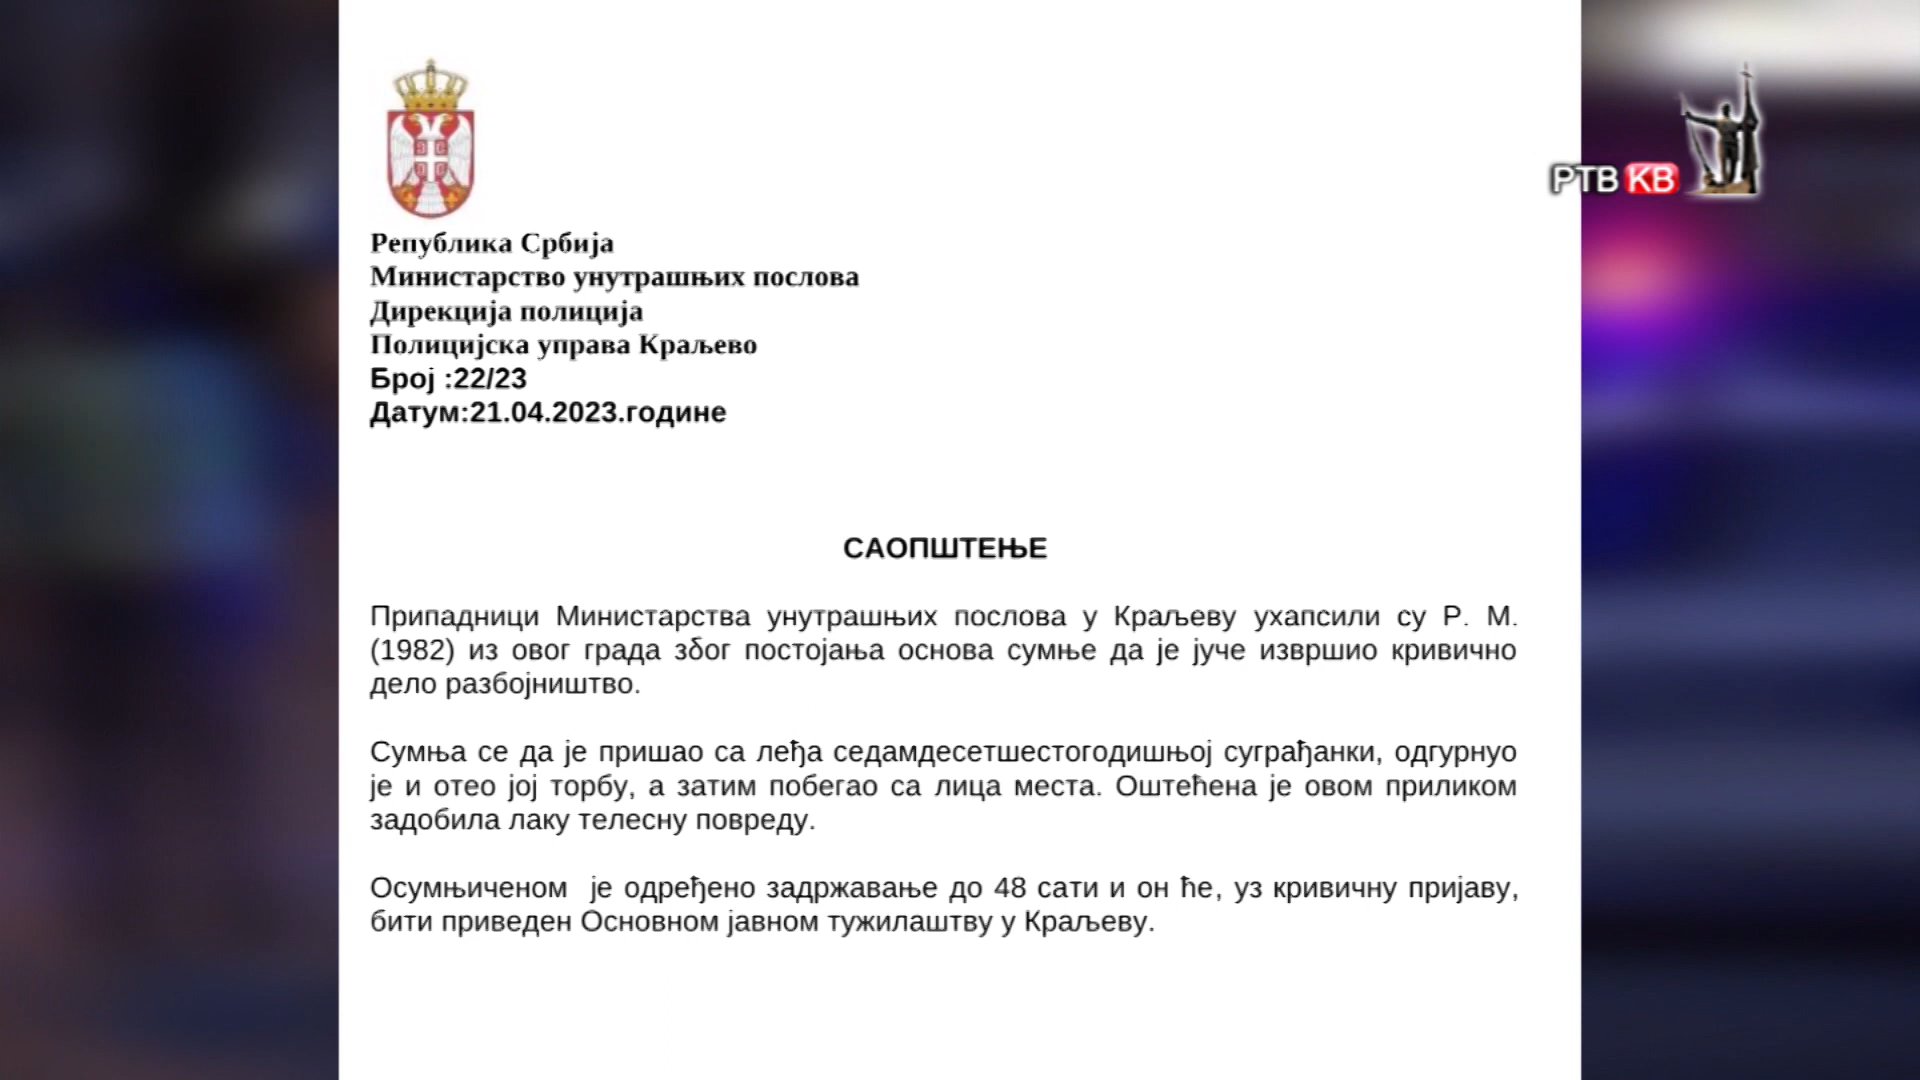 РТВ КВ
Република Србија
Министарство унутрашњих послова
Дирекција полиција
Полицијска управа Краљево
Број :22/23
Датум:21.04.2023.године
САОПШТЕЊЕ
Припадници Министарства унутрашњих послова у Краљеву ухапсили су Р. М.
(1982) из овог града због постојања основа сумње да је јуче извршио кривично
дело разбојништво.
Сумња се да је пришао са леђа седамдесетшестогодишњој суграђанки, одгурнуо
је и отео јој торбу, а затим побегао са лица места. Оштећена је овом приликом
задобила лаку телесну повреду.
Осумњиченом  је одређено задржавање до 48 сати и он ће, уз кривичну пријаву,
бити приведен Основном јавном тужилаштву у Краљеву.